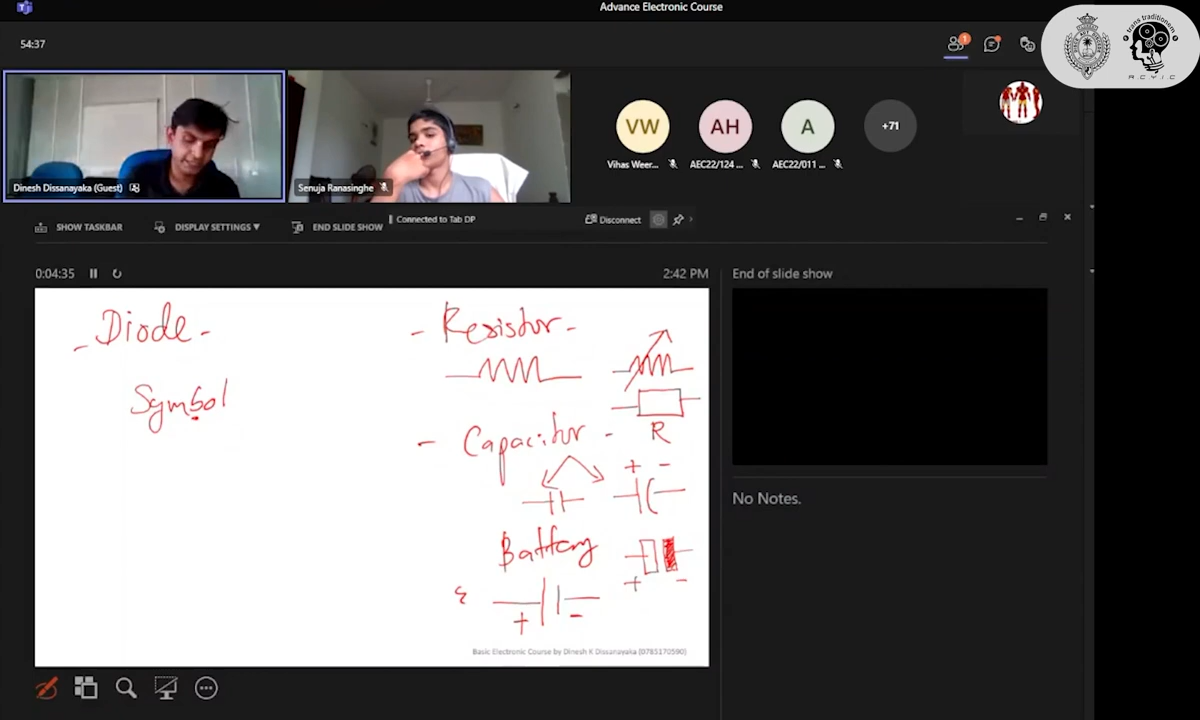 Advance Electronic Course
54:37
1
R.C.Y.I.C
Dinesh Dissanayaka (Guest)
Senuja Ranasinghe
VW
AH
A
+71
Vihas Weer...
AEC22/124 ...
AEC22/011 ...
SHOW TASKBAR
DISPLAY SETTINGS
END SLIDE SHOW
Connected to Tab DP
Disconnect
0:04:35
2:42 PM
End of slide show
No Notes.
- Diode -
Symbol
- Resistor -
R
- Capacitor -
+ -
Battery
+ -
ε
+ -
Basic Electronic Course by Dinesh K Dissanayaka (0785170590)